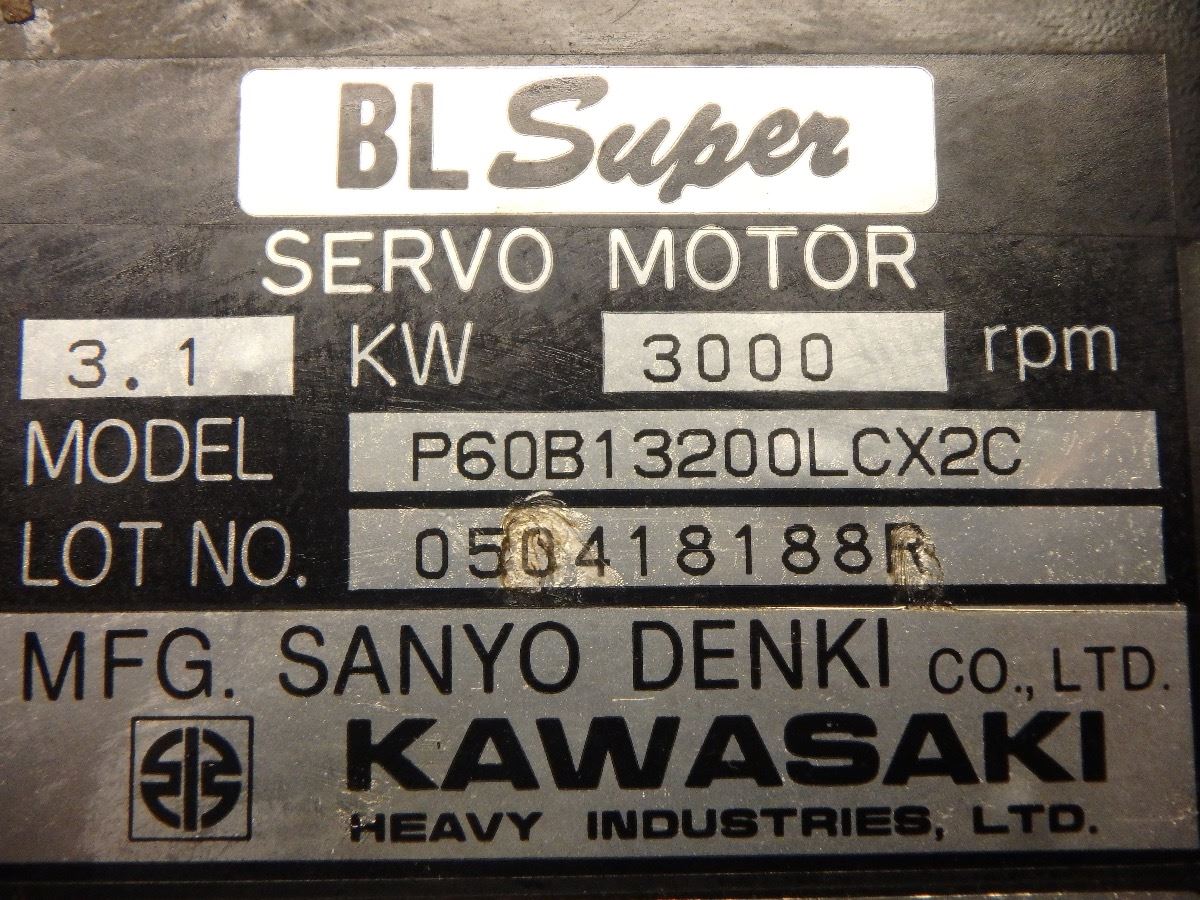 BL Super
SERVO MOTOR
3.1 KW 3000 rpm
MODEL P60B13200LCX2C
LOT NO. 050418188R
MFG. SANYO DENKI CO., LTD.
KAWASAKI
HEAVY INDUSTRIES, LTD.